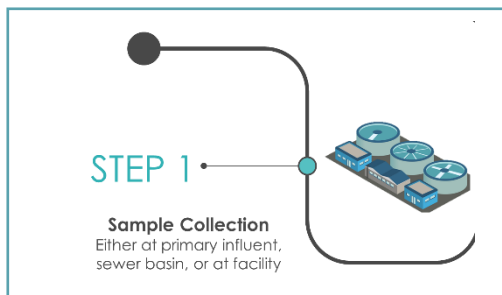 STEP 1
Sample Collection
Either at primary influent,
sewer basin, or at facility